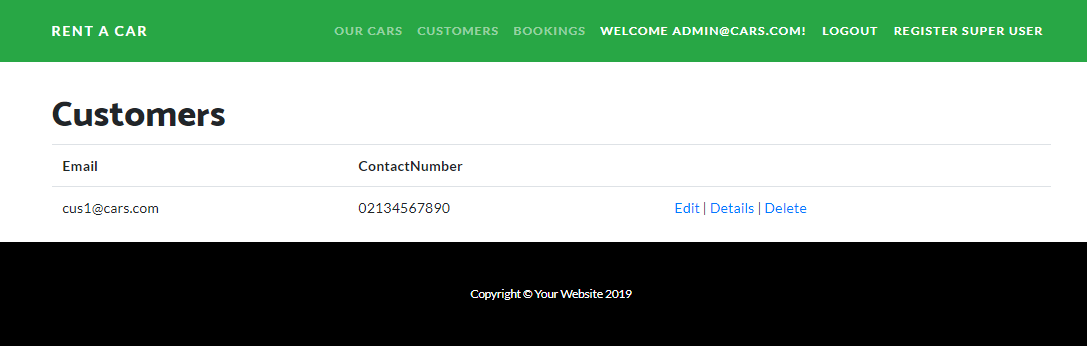 RENT A CAR OUR CARS CUSTOMERS BOOKINGS WELCOME ADMIN@CARS.COM! LOGOUT REGISTER SUPER USER
Customers
Email ContactNumber
cus1@cars.com 02134567890 Edit | Details | Delete
Copyright © Your Website 2019